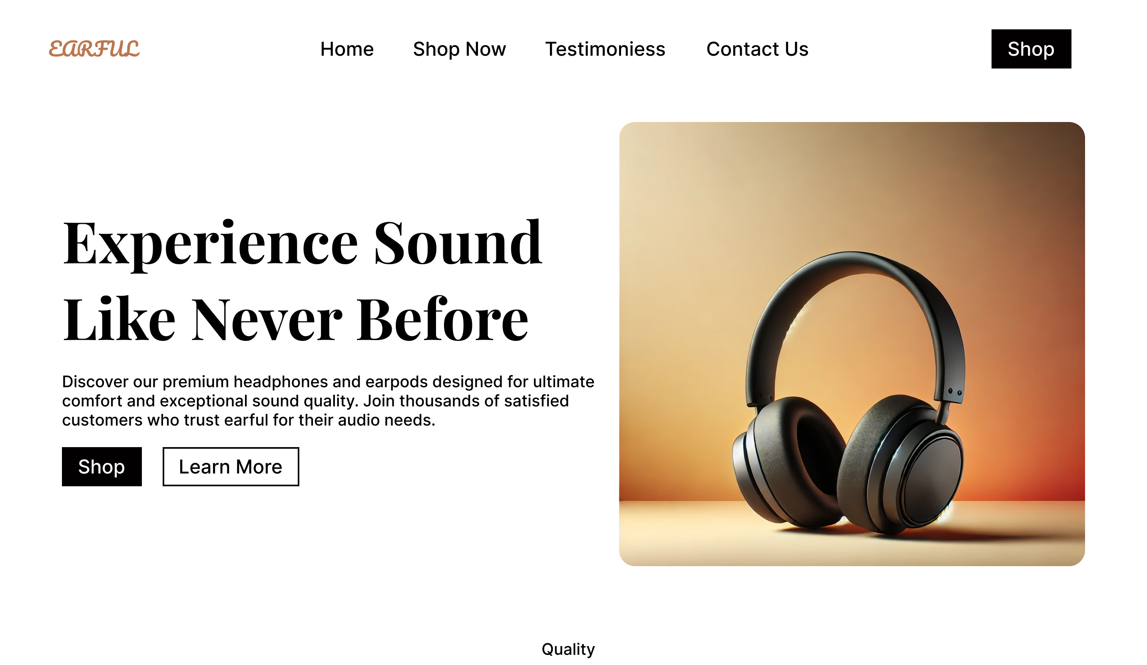 EARFUL
Home
Shop Now
Testimoniess
Contact Us
Shop
Experience Sound
Like Never Before
Discover our premium headphones and earpods designed for ultimate
comfort and exceptional sound quality. Join thousands of satisfied
customers who trust earful for their audio needs.
Shop
Learn More
Quality